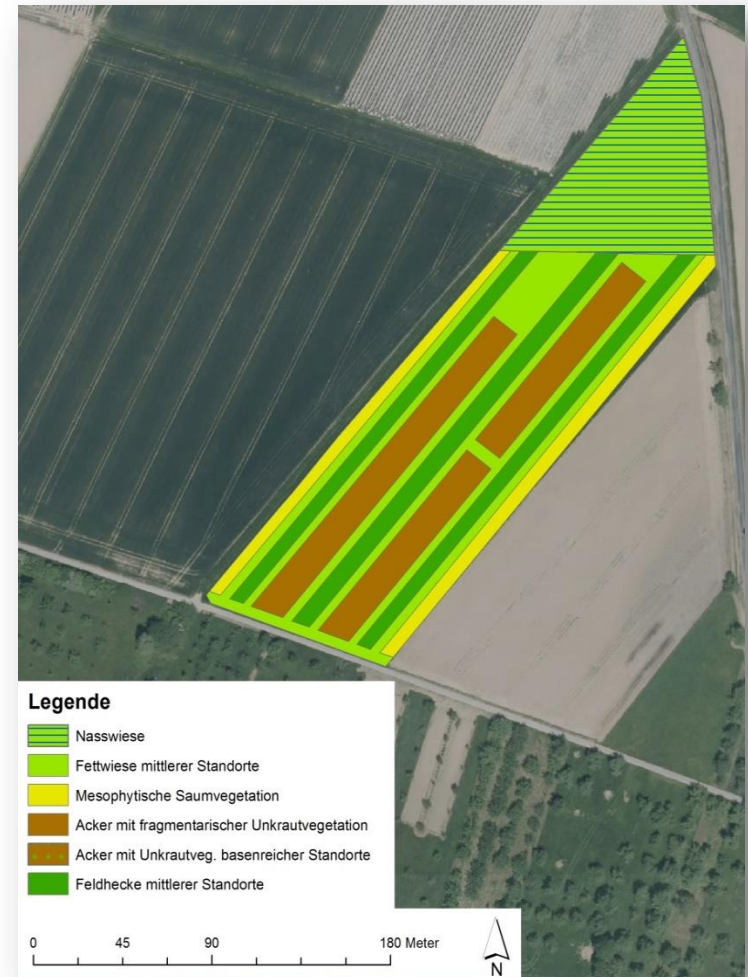 Legende
Nasswiese
Fettwiese mittlerer Standorte
Mesophytische Saumvegetation
Acker mit fragmentarischer Unkrautvegetation
Acker mit Unkrautveg. basenreicher Standorte
Feldhecke mittlerer Standorte
0 45 90 180 Meter
N